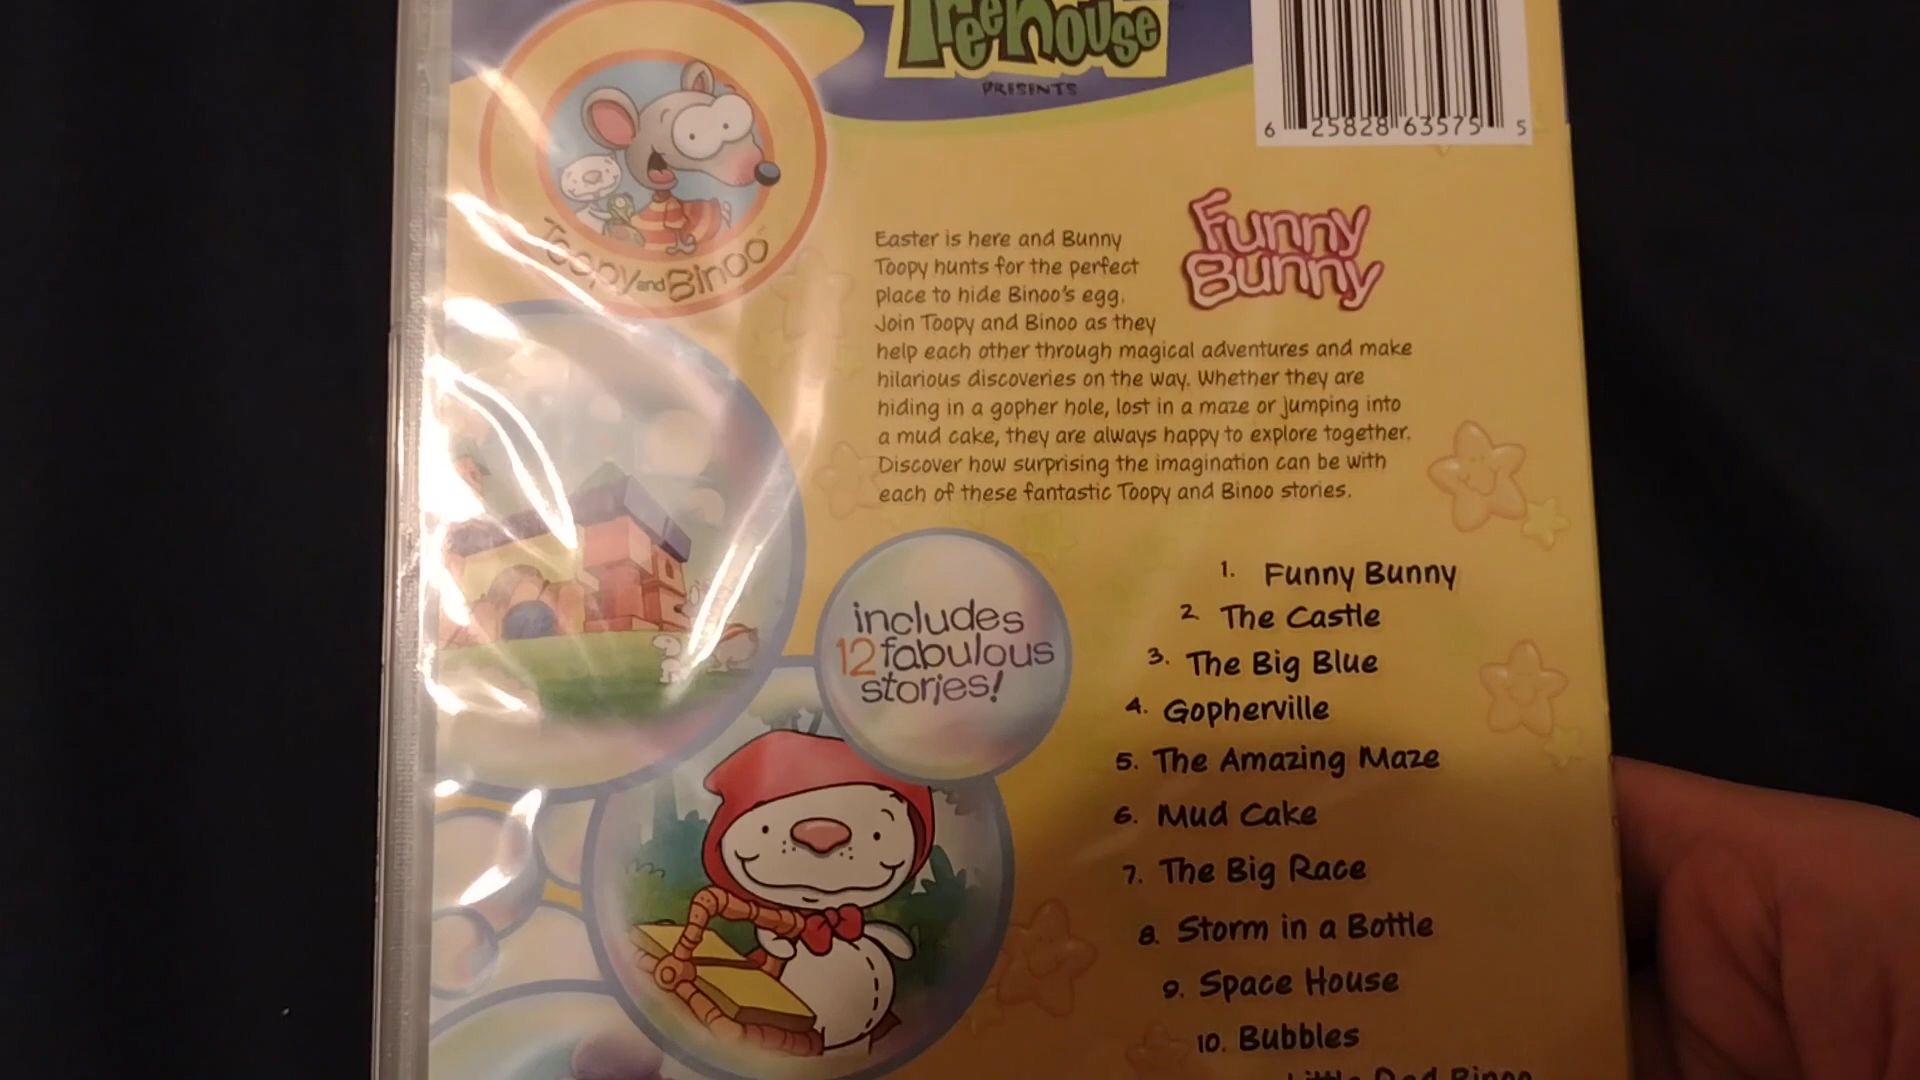 Treehouse
PRESENTS
6 25828 63575 5
Toopy and Binoo
Funny
Bunny
Easter is here and Bunny
Toopy hunts for the perfect
place to hide Binoo's egg.
Join Toopy and Binoo as they
help each other through magical adventures and make
hilarious discoveries on the way. Whether they are
hiding in a gopher hole, lost in a maze or jumping into
a mud cake, they are always happy to explore together.
Discover how surprising the imagination can be with
each of these fantastic Toopy and Binoo stories.
includes
12 fabulous
stories!
1. Funny Bunny
2. The Castle
3. The Big Blue
4. Gopherville
5. The Amazing Maze
6. Mud Cake
7. The Big Race
8. Storm in a Bottle
9. Space House
10. Bubbles
Little Red Binoo